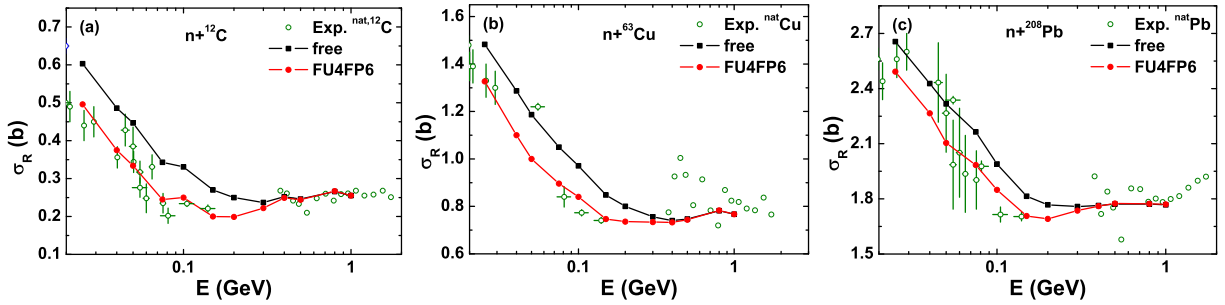 (a)
n+12C
Exp. nat,12C
free
FU4FP6
0.7
0.6
0.5
0.4
0.3
0.2
0.1
σR (b)
0.1
1
E (GeV)
(b)
n+63Cu
Exp. natCu
free
FU4FP6
1.6
1.4
1.2
1.0
0.8
0.6
σR (b)
0.1
1
E (GeV)
(c)
n+208Pb
Exp. natPb
free
FU4FP6
2.7
2.4
2.1
1.8
1.5
σR (b)
0.1
1
E (GeV)